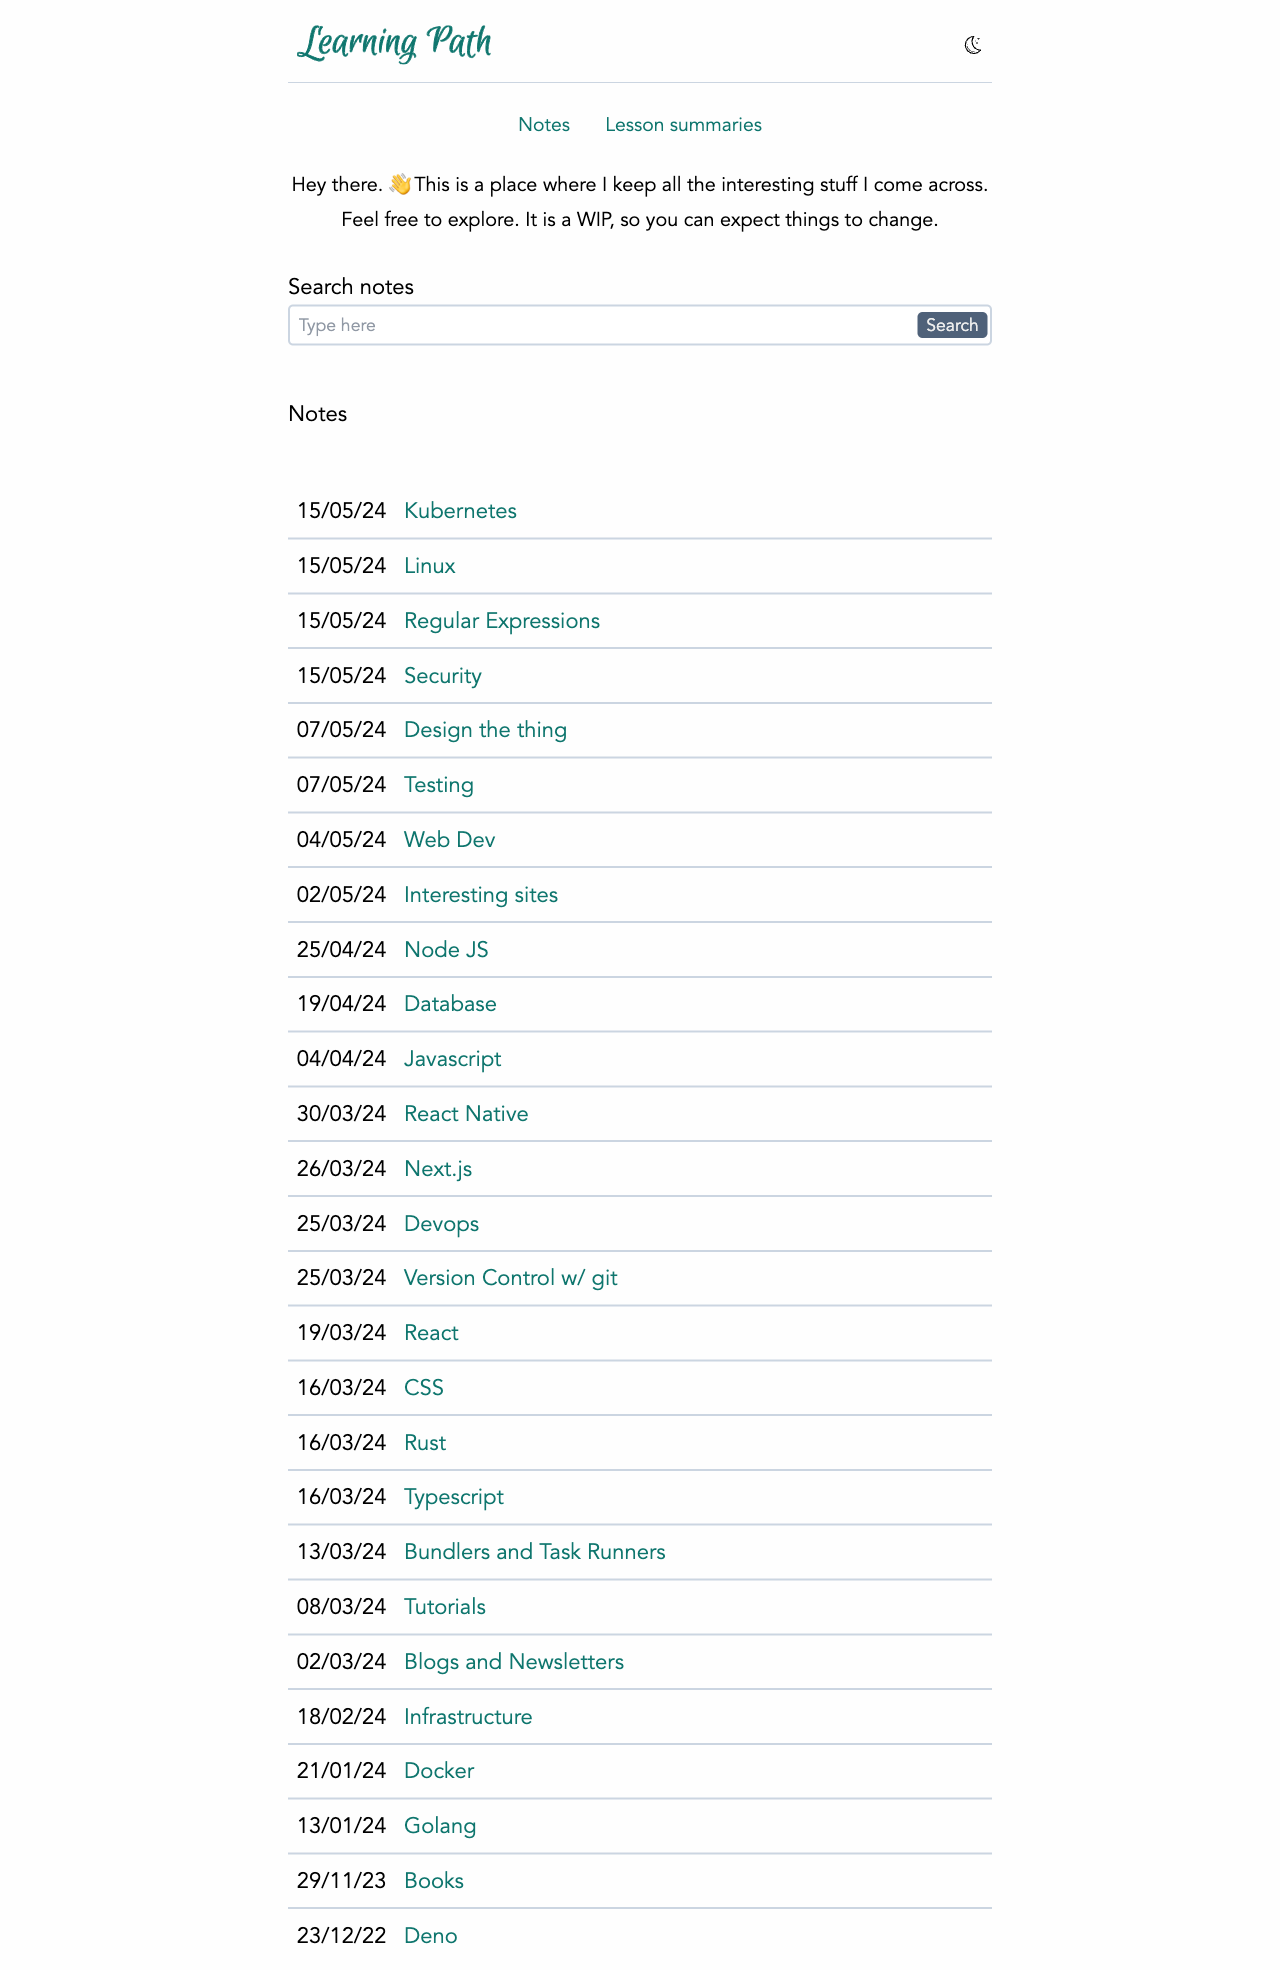 Learning Path
Notes Lesson summaries
Hey there. 👋 This is a place where I keep all the interesting stuff I come across.
Feel free to explore. It is a WIP, so you can expect things to change.
Search notes
Type here Search
Notes
15/05/24 Kubernetes
15/05/24 Linux
15/05/24 Regular Expressions
15/05/24 Security
07/05/24 Design the thing
07/05/24 Testing
04/05/24 Web Dev
02/05/24 Interesting sites
25/04/24 Node JS
19/04/24 Database
04/04/24 Javascript
30/03/24 React Native
26/03/24 Next.js
25/03/24 Devops
25/03/24 Version Control w/ git
19/03/24 React
16/03/24 CSS
16/03/24 Rust
16/03/24 Typescript
13/03/24 Bundlers and Task Runners
08/03/24 Tutorials
02/03/24 Blogs and Newsletters
18/02/24 Infrastructure
21/01/24 Docker
13/01/24 Golang
29/11/23 Books
23/12/22 Deno